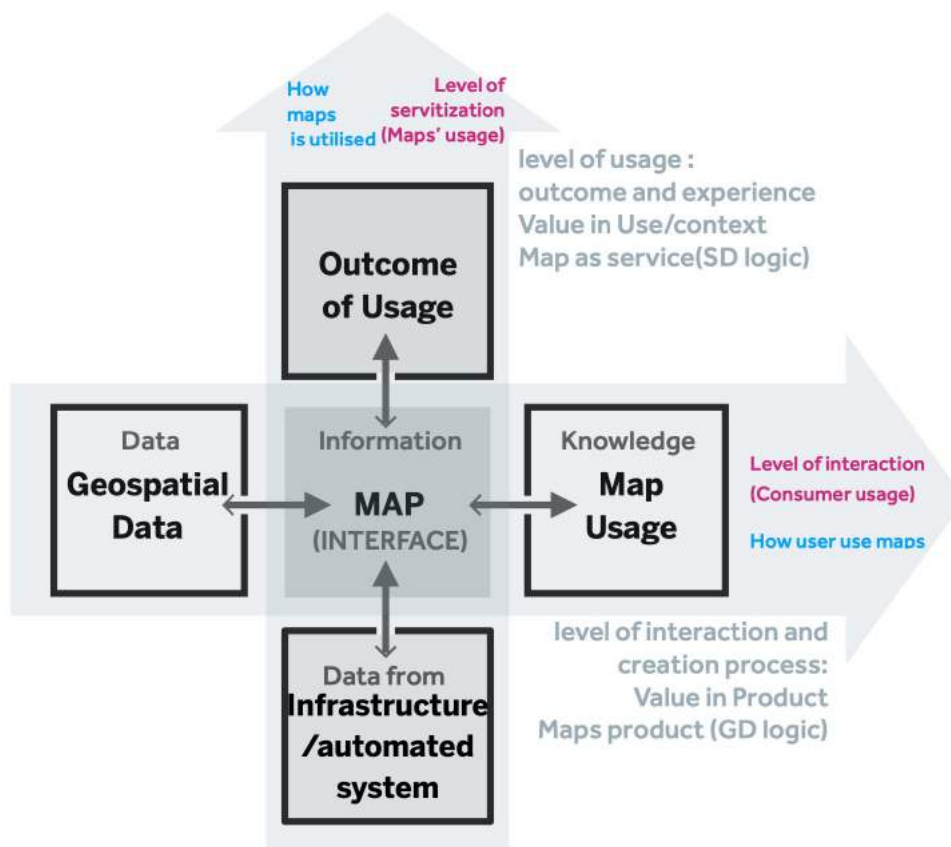 How
maps
is utilised
Level of
servitization
(Maps' usage)
level of usage :
outcome and experience
Value in Use/context
Map as service(SD logic)
Outcome
of Usage
Data
Geospatial
Data
Information
MAP
(INTERFACE)
Knowledge
Map
Usage
Level of interaction
(Consumer usage)
How user use maps
Data from
Infrastructure
/automated
system
level of interaction and
creation process:
Value in Product
Maps product (GD logic)